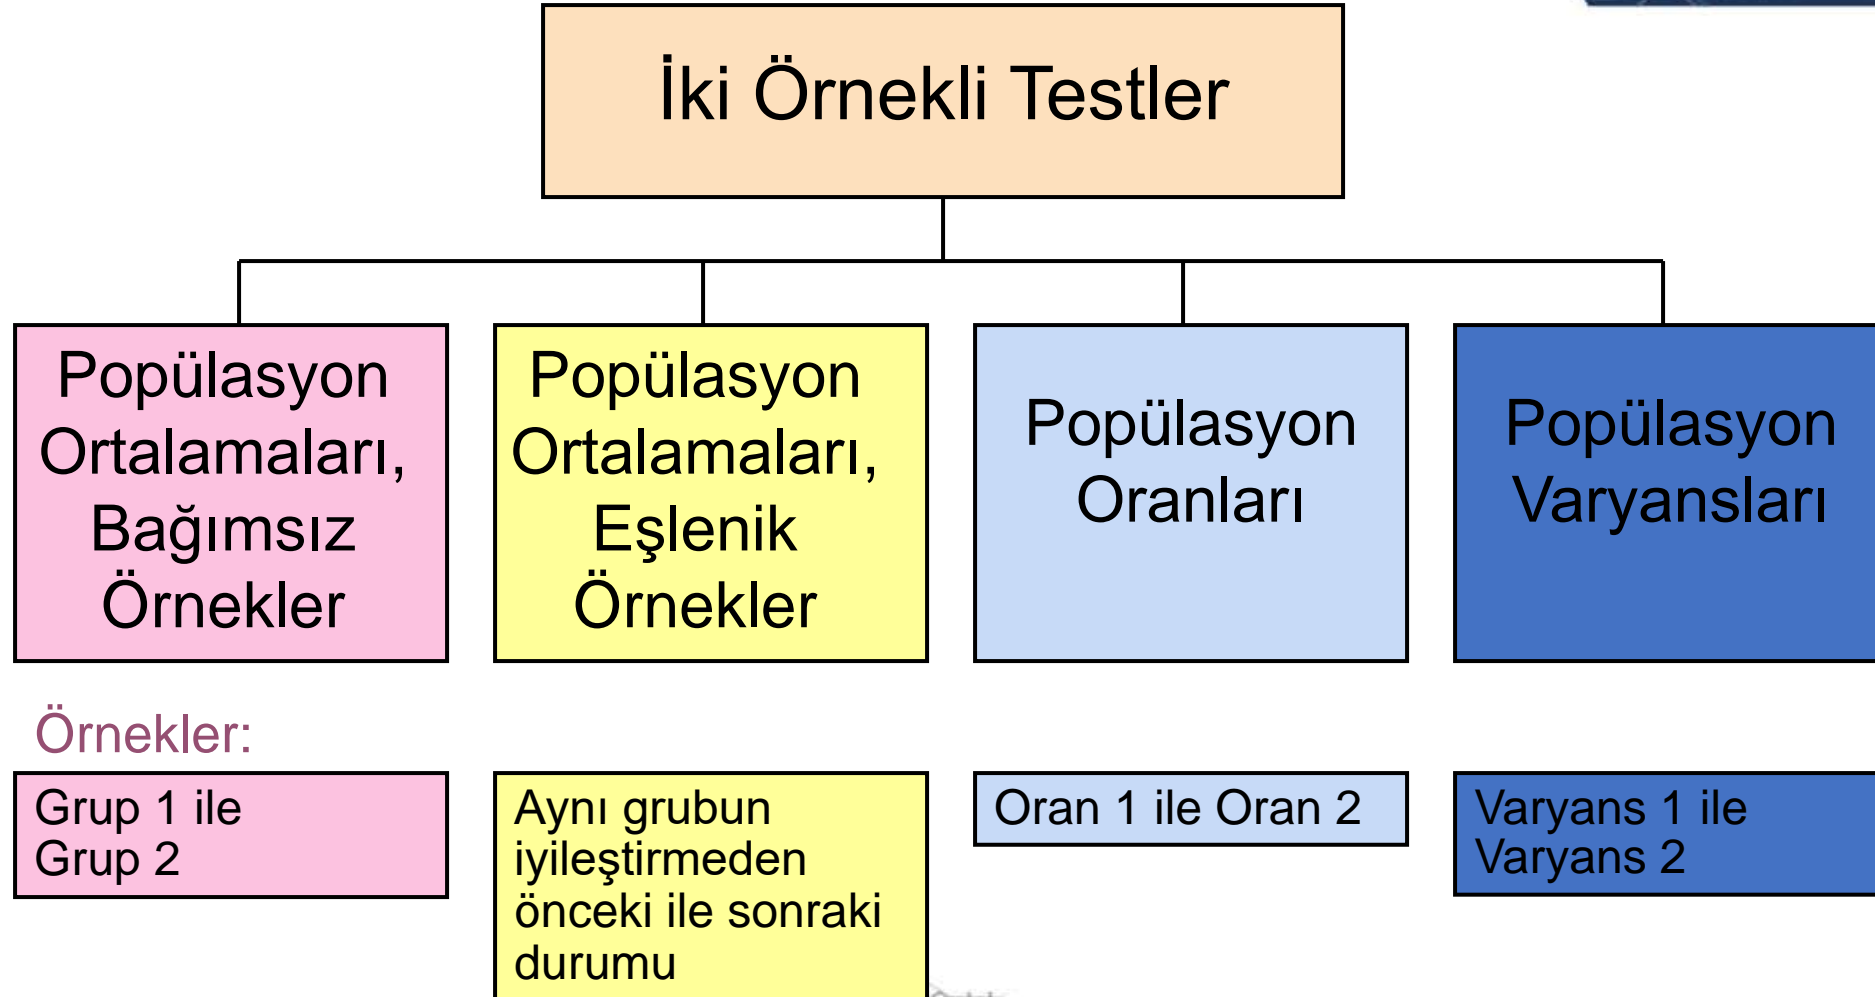 İki Örnekli Testler
Popülasyon
Ortalamaları,
Bağımsız
Örnekler
Popülasyon
Ortalamaları,
Eşlenik
Örnekler
Popülasyon
Oranları
Popülasyon
Varyansları
Örnekler:
Grup 1 ile
Grup 2
Aynı grubun
iyileştirmeden
önceki ile sonraki
durumu
Oran 1 ile Oran 2
Varyans 1 ile
Varyans 2